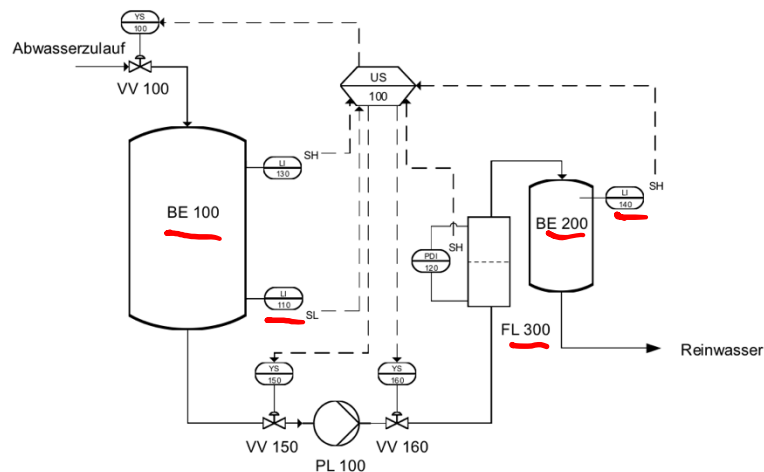 YS
100
Abwasserzulauf
VV 100
US
100
LI
130
SH
SH
BE 100
BE 200
LI
140
SH
PDI
120
LI
110
SL
FL 300
Reinwasser
YS
150
YS
160
VV 150
VV 160
PL 100